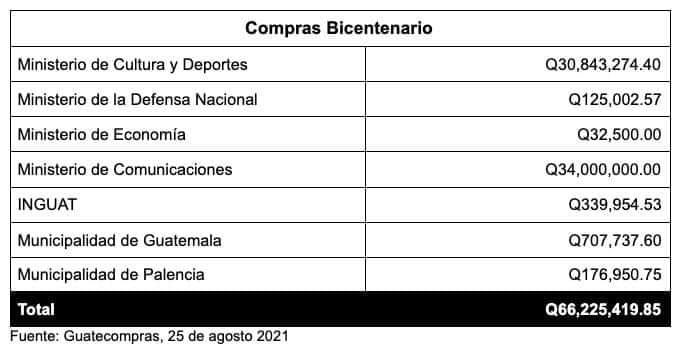 Compras Bicentenario
Ministerio de Cultura y Deportes Q30,843,274.40
Ministerio de la Defensa Nacional Q125,002.57
Ministerio de Economía Q32,500.00
Ministerio de Comunicaciones Q34,000,000.00
INGUAT Q339,954.53
Municipalidad de Guatemala Q707,737.60
Municipalidad de Palencia Q176,950.75
Total Q66,225,419.85
Fuente: Guatecompras, 25 de agosto 2021